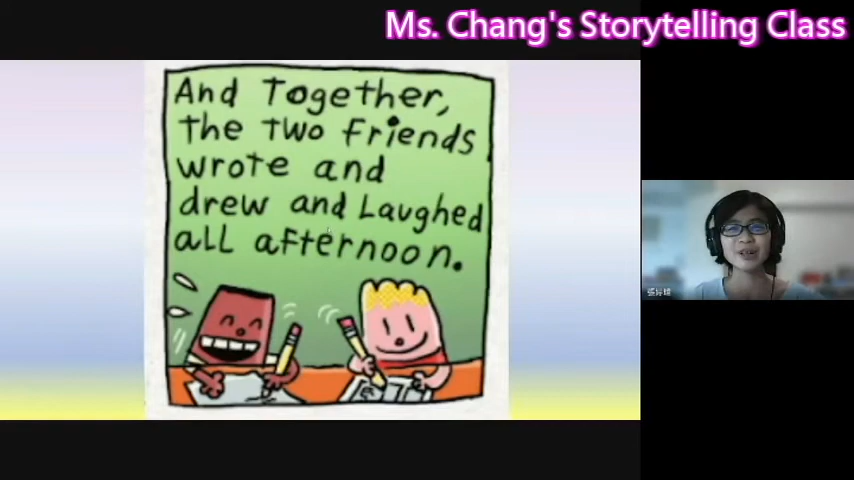 Ms. Chang's Storytelling Class
And Together,
the two friends
wrote and
drew and Laughed
all afternoon.